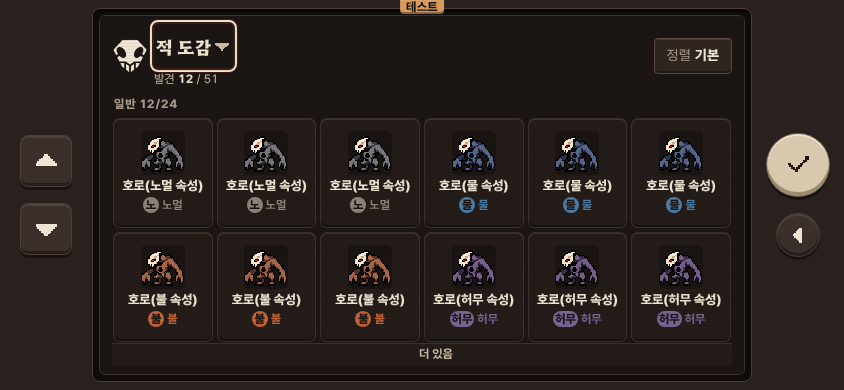 테스트
적 도감
발견 12 / 51
정렬 기본
일반 12/24
호로(노멀 속성) 호로(노멀 속성) 호로(노멀 속성) 호로(물 속성) 호로(물 속성) 호로(물 속성)
노 노멀 노 노멀 노 노멀 물 물 물 물 물 물
호로(불 속성) 호로(불 속성) 호로(불 속성) 호로(허무 속성) 호로(허무 속성) 호로(허무 속성)
불 불 불 불 불 불 허무 허무 허무 허무 허무 허무
더 있음